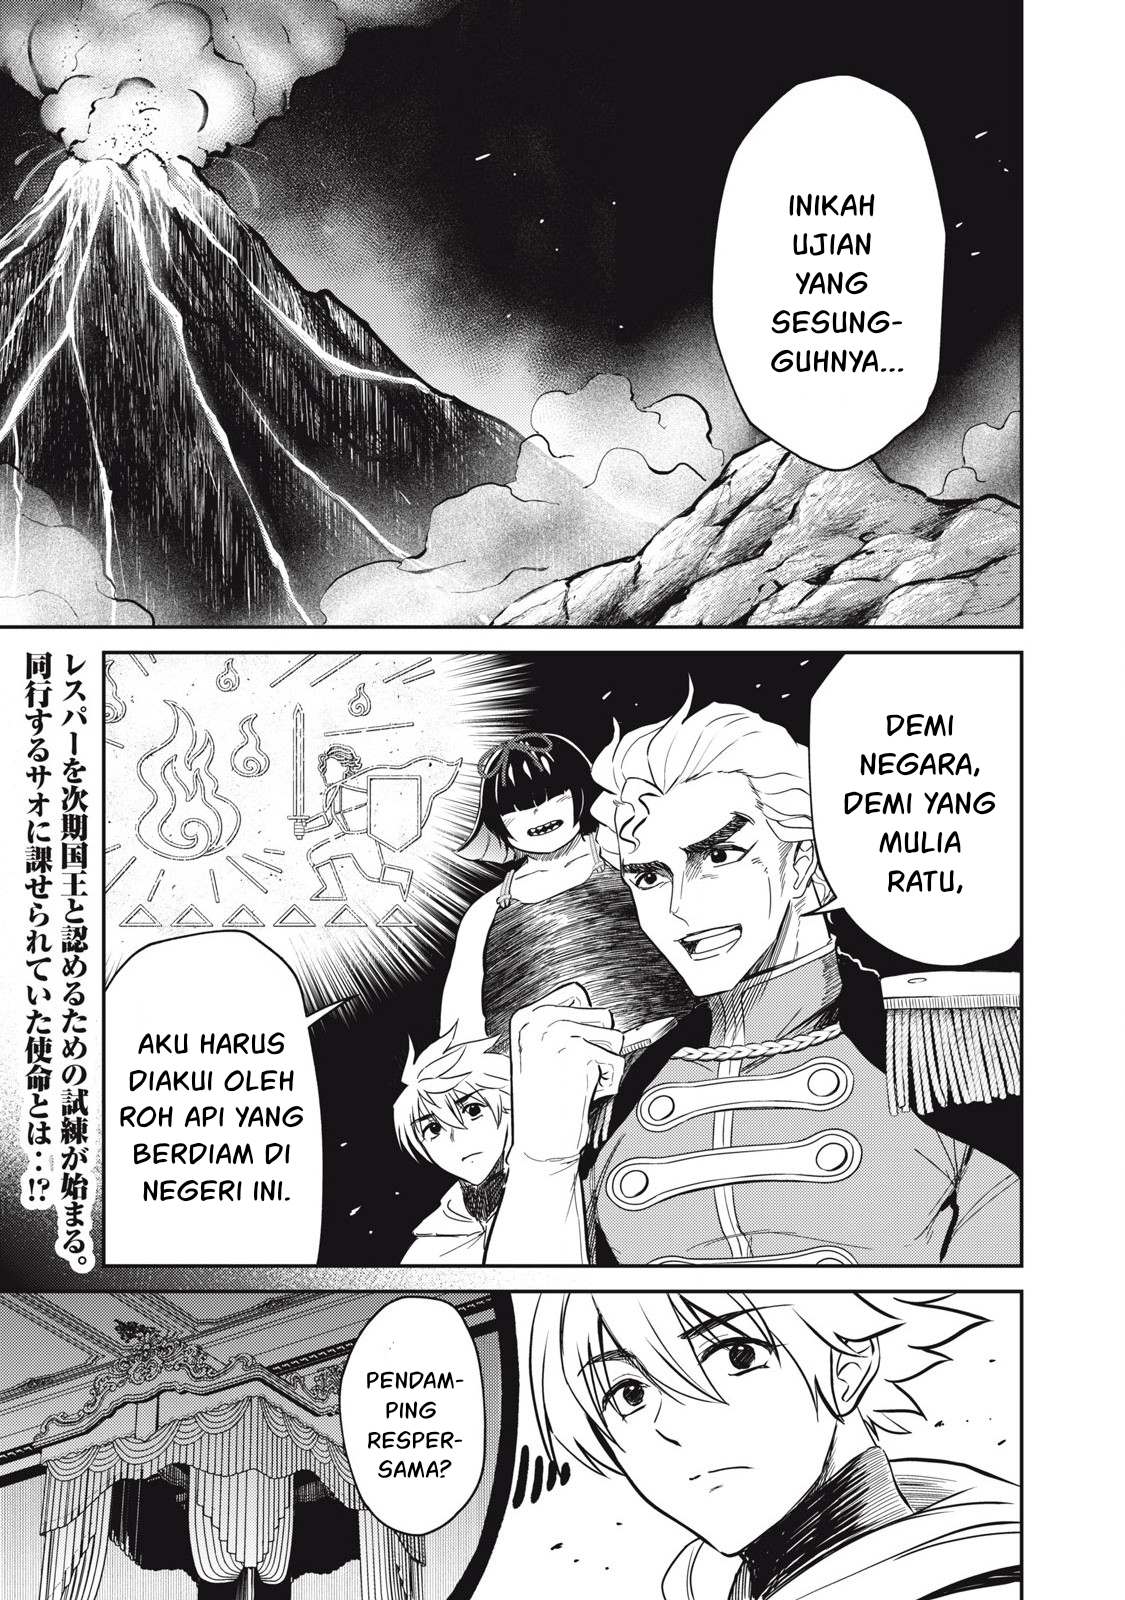 INIKAH
UJIAN
YANG
SESUNG-
GUHNYA...
DEMI
NEGARA,
DEMI YANG
MULIA
RATU,
AKU HARUS
DIAKUI OLEH
ROH API YANG
BERDIAM DI
NEGERI INI.
レスパーを次期国王と認めるための試練が始まる。
同行するサオに課せられていた使命とは‥!?
PENDAM-
PING
RESPER-
SAMA?